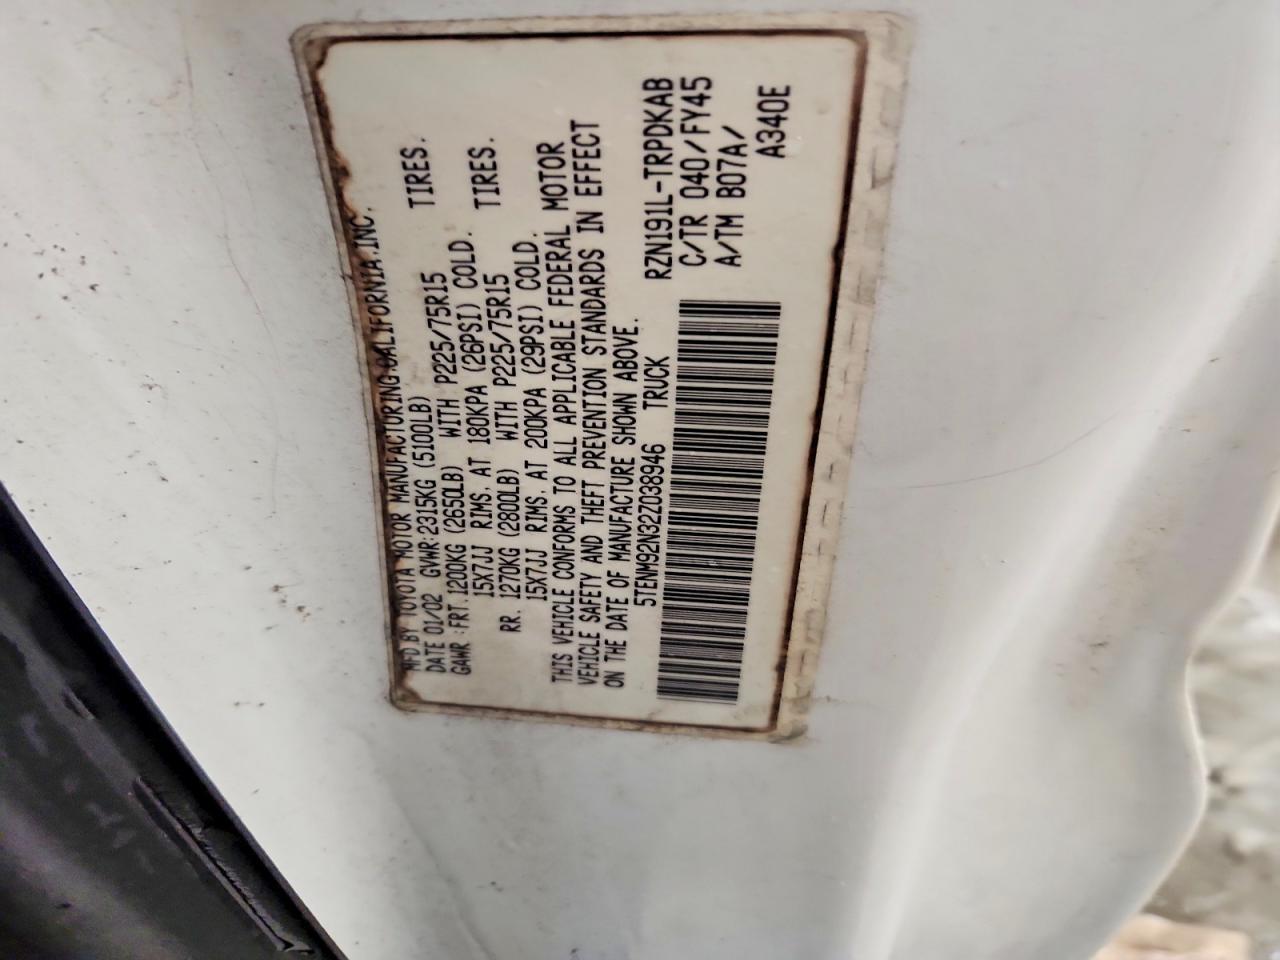 MFD BY TOYOTA MOTOR MANUFACTURING.CALIFORNIA.INC.
DATE 01/02 GVWR:2315KG (5100LB)
GAWR :FRT.1200KG (2650LB) WITH P225/75R15 TIRES.
15X7JJ RIMS. AT 180KPA (26PSI) COLD.
RR. 1270KG (2800LB) WITH P225/75R15 TIRES.
15X7JJ RIMS. AT 200KPA (29PSI) COLD.
THIS VEHICLE CONFORMS TO ALL APPLICABLE FEDERAL MOTOR
VEHICLE SAFETY AND THEFT PREVENTION STANDARDS IN EFFECT
ON THE DATE OF MANUFACTURE SHOWN ABOVE.
5TENM92N32Z038946 TRUCK
RZN191L-TRPDKAB
C/TR 040/FY45
A/TM B07A/
A340E